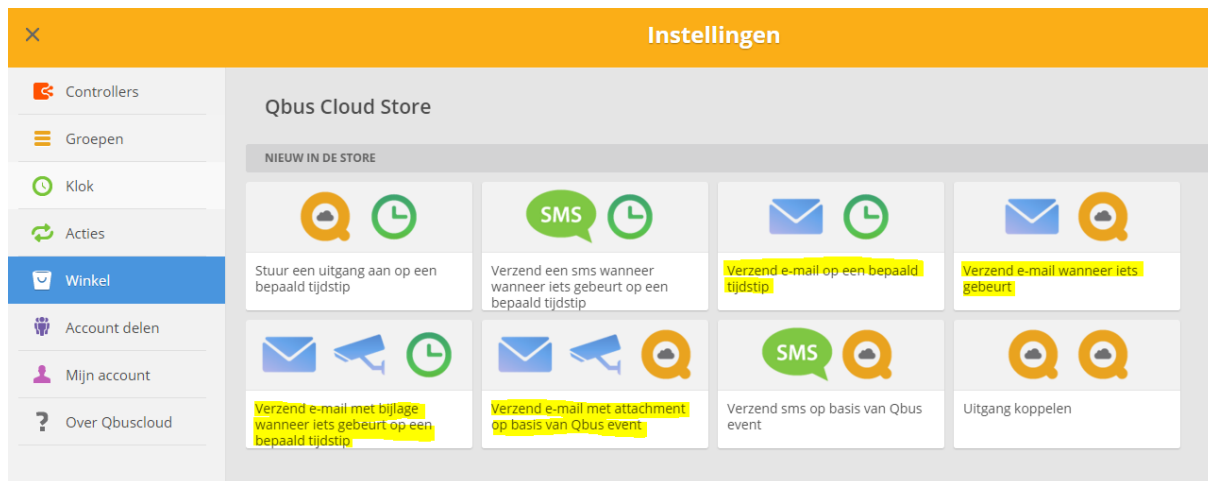 Instellingen
Controllers
Groepen
Klok
Acties
Winkel
Account delen
Mijn account
? Over Qbuscloud
Qbus Cloud Store
NIEUW IN DE STORE
Stuur een uitgang aan op een
bepaald tijdstip
SMS
Verzend een sms wanneer
wanneer iets gebeurt op een
bepaald tijdstip
Verzend e-mail op een bepaald
tijdstip
Verzend e-mail wanneer iets
gebeurt
Verzend e-mail met bijlage
wanneer iets gebeurt op een
bepaald tijdstip
Verzend e-mail met attachment
op basis van Qbus event
SMS
Verzend sms op basis van Qbus
event
Uitgang koppelen